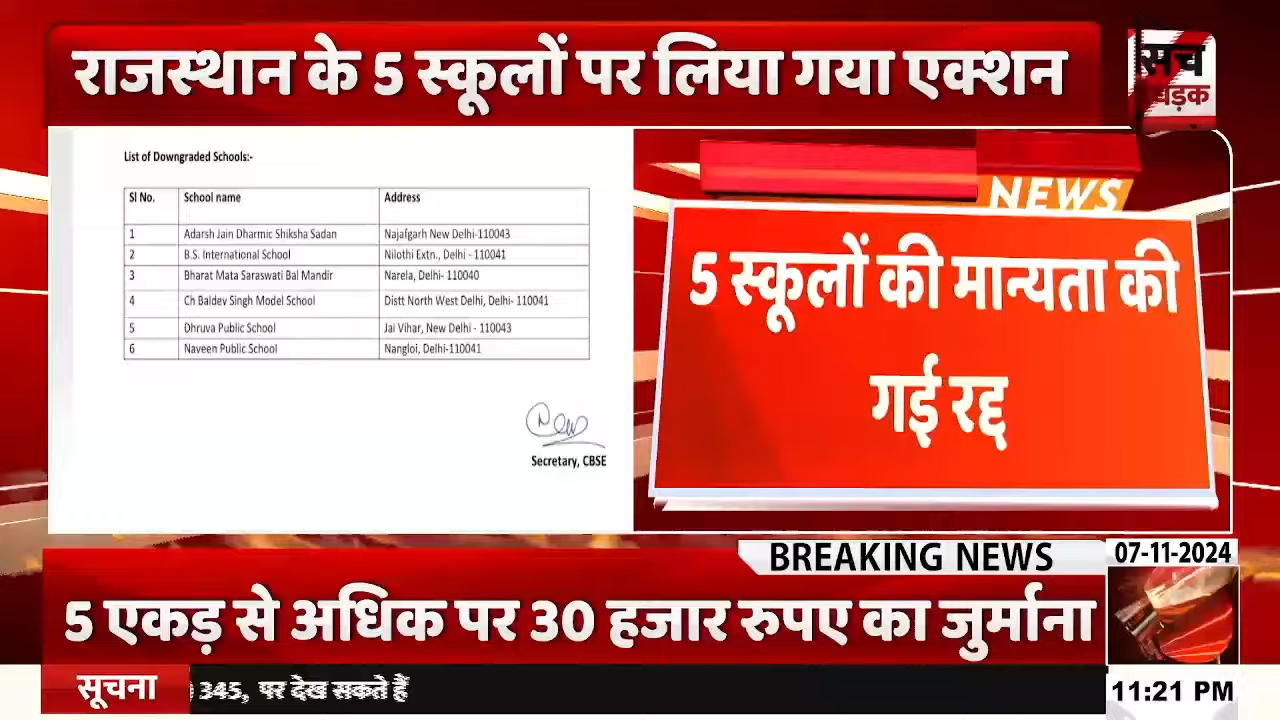 राजस्थान के 5 स्कूलों पर लिया गया एक्शन
सच
List of Downgraded Schools:-
Sl No. School name Address
1 Adarsh Jain Dharmic Shiksha Sadan Najafgarh New Delhi-110043
2 B.S. International School Nilothi Extn., Delhi - 110041
3 Bharat Mata Saraswati Bal Mandir Narela, Delhi- 110040
4 Ch Baldev Singh Model School Distt North West Delhi, Delhi- 110041
5 Dhruva Public School Jai Vihar, New Delhi - 110043
6 Naveen Public School Nangloi, Delhi-110041
Secretary, CBSE
NEWS
5 स्कूलों की मान्यता की
गई रद्द
BREAKING NEWS
07-11-2024
5 एकड़ से अधिक पर 30 हजार रुपए का जुर्माना
सूचना
345, पर देख सकते हैं
11:21 PM